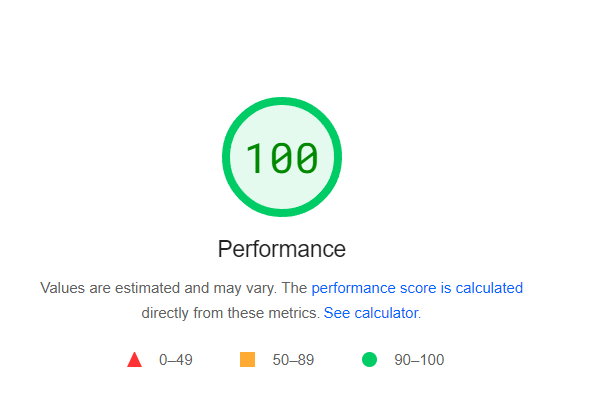 100
Performance
Values are estimated and may vary. The performance score is calculated
directly from these metrics. See calculator.
0–49 50–89 90–100